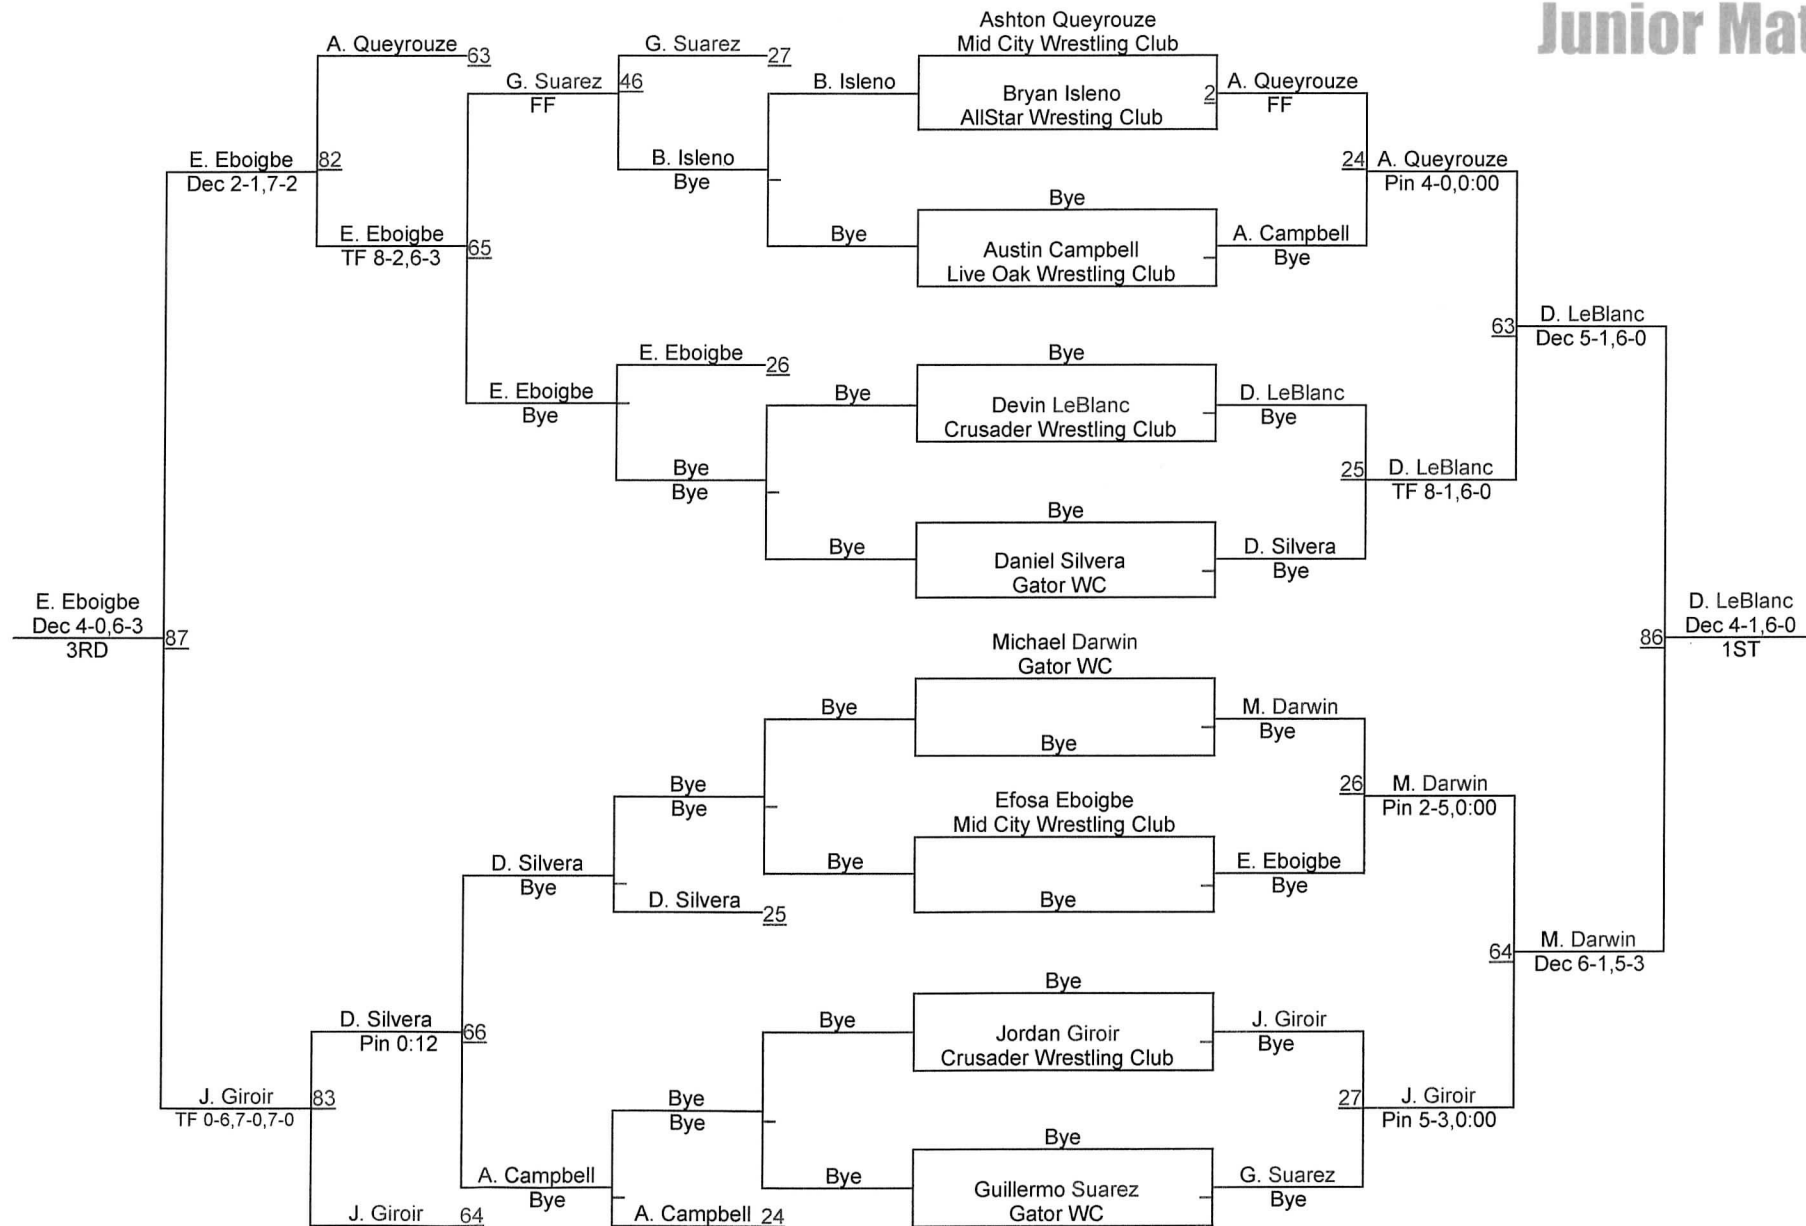 Junior Mat
Ashton Queyrouze
Mid City Wrestling Club
A. Queyrouze
63
G. Suarez
27
G. Suarez
46
FF
B. Isleno
Bryan Isleno
AllStar Wresting Club
2
A. Queyrouze
FF
E. Eboigbe
82
Dec 2-1,7-2
B. Isleno
Bye
24
A. Queyrouze
Pin 4-0,0:00
Bye
E. Eboigbe
TF 8-2,6-3
65
Bye
Austin Campbell
Live Oak Wrestling Club
A. Campbell
Bye
63
D. LeBlanc
Dec 5-1,6-0
E. Eboigbe
26
Bye
E. Eboigbe
Bye
Bye
Devin LeBlanc
Crusader Wrestling Club
D. LeBlanc
Bye
Bye
Bye
25
D. LeBlanc
TF 8-1,6-0
Bye
Bye
Daniel Silvera
Gator WC
D. Silvera
Bye
E. Eboigbe
Dec 4-0,6-3
3RD
87
Michael Darwin
Gator WC
86
D. LeBlanc
Dec 4-1,6-0
1ST
Bye
M. Darwin
Bye
Bye
Bye
Bye
Efosa Eboigbe
Mid City Wrestling Club
26
M. Darwin
Pin 2-5,0:00
D. Silvera
Bye
Bye
E. Eboigbe
Bye
D. Silvera
25
Bye
64
M. Darwin
Dec 6-1,5-3
Bye
D. Silvera
Pin 0:12
66
Bye
Jordan Giroir
Crusader Wrestling Club
J. Giroir
Bye
J. Giroir
83
TF 0-6,7-0,7-0
Bye
Bye
27
J. Giroir
Pin 5-3,0:00
Bye
A. Campbell
Bye
Bye
Guillermo Suarez
Gator WC
G. Suarez
Bye
J. Giroir
64
A. Campbell
24